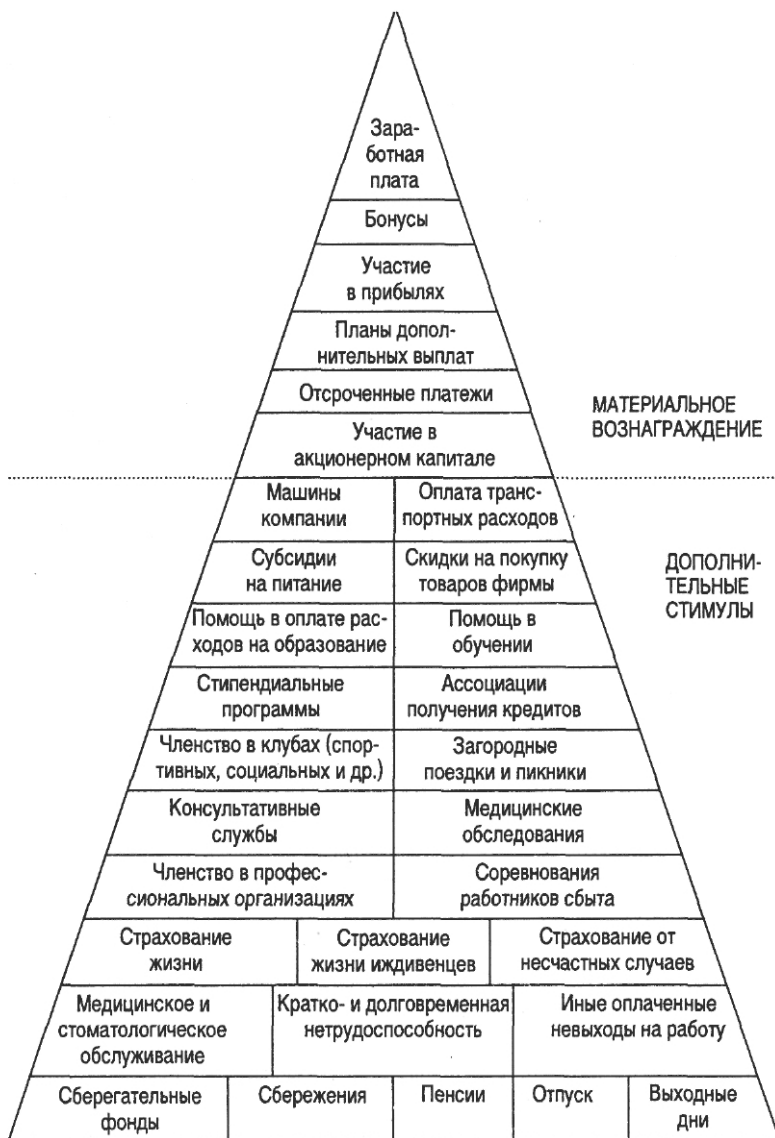 Зара-
ботная
плата
Бонусы
Участие
в прибылях
Планы допол-
нительных выплат
Отсроченные платежи
МАТЕРИАЛЬНОЕ
ВОЗНАГРАЖДЕНИЕ
Участие в
акционерном капитале
Машины
компании
Оплата транс-
портных расходов
ДОПОЛНИ-
ТЕЛЬНЫЕ
СТИМУЛЫ
Субсидии
на питание
Скидки на покупку
товаров фирмы
Помощь в оплате рас-
ходов на образование
Помощь в
обучении
Стипендиальные
программы
Ассоциации
получения кредитов
Членство в клубах (спор-
тивных, социальных и др.)
Загородные
поездки и пикники
Консультативные
службы
Медицинские
обследования
Членство в профес-
сиональных организациях
Соревнования
работников сбыта
Страхование
жизни
Страхование
жизни иждивенцев
Страхование от
несчастных случаев
Медицинское и
стоматологическое
обслуживание
Кратко- и долговременная
нетрудоспособность
Иные оплаченные
невыходы на работу
Сберегательные
фонды
Сбережения
Пенсии
Отпуск
Выходные
дни